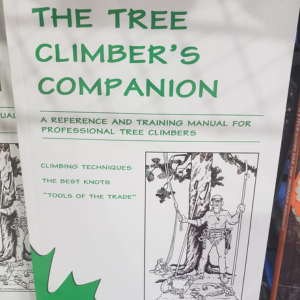 THE TREE
CLIMBER'S
COMPANION
A REFERENCE AND TRAINING MANUAL FOR
PROFESSIONAL TREE CLIMBERS
CLIMBING TECHNIQUES
THE BEST KNOTS
"TOOLS OF THE TRADE"